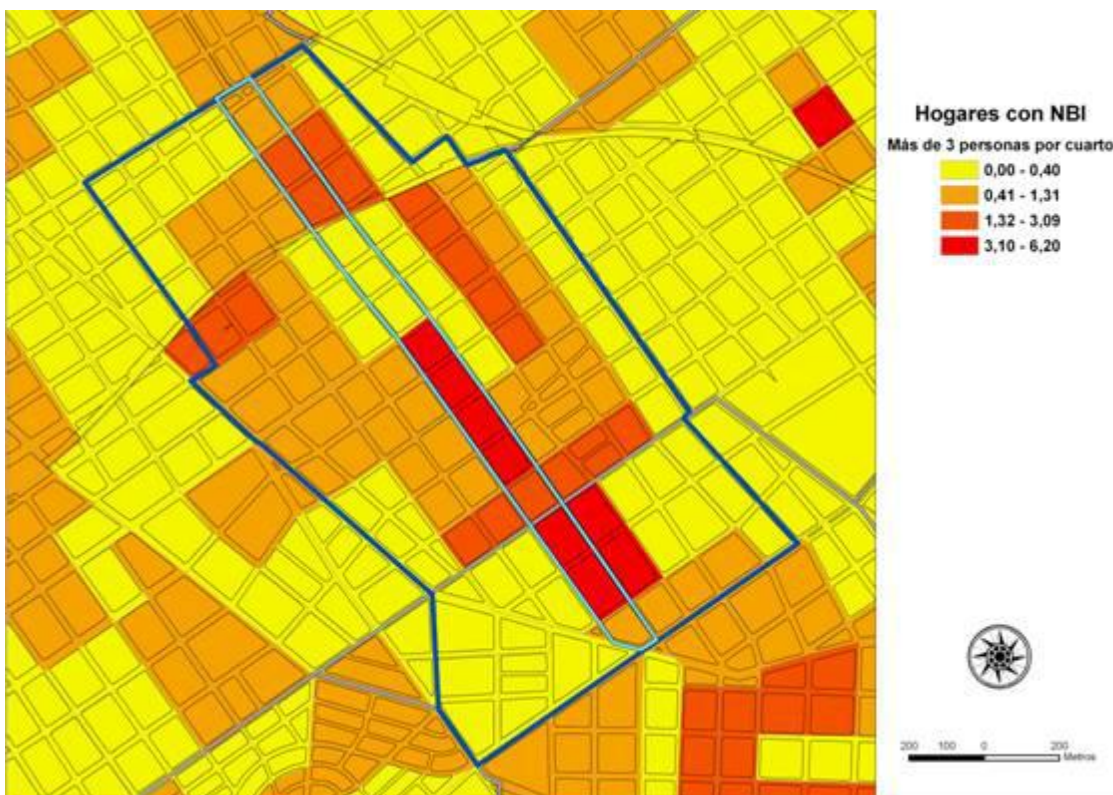 Hogares con NBI
Más de 3 personas por cuarto
0,00 - 0,40
0,41 - 1,31
1,32 - 3,09
3,10 - 6,20
200 100 0 200
Metros